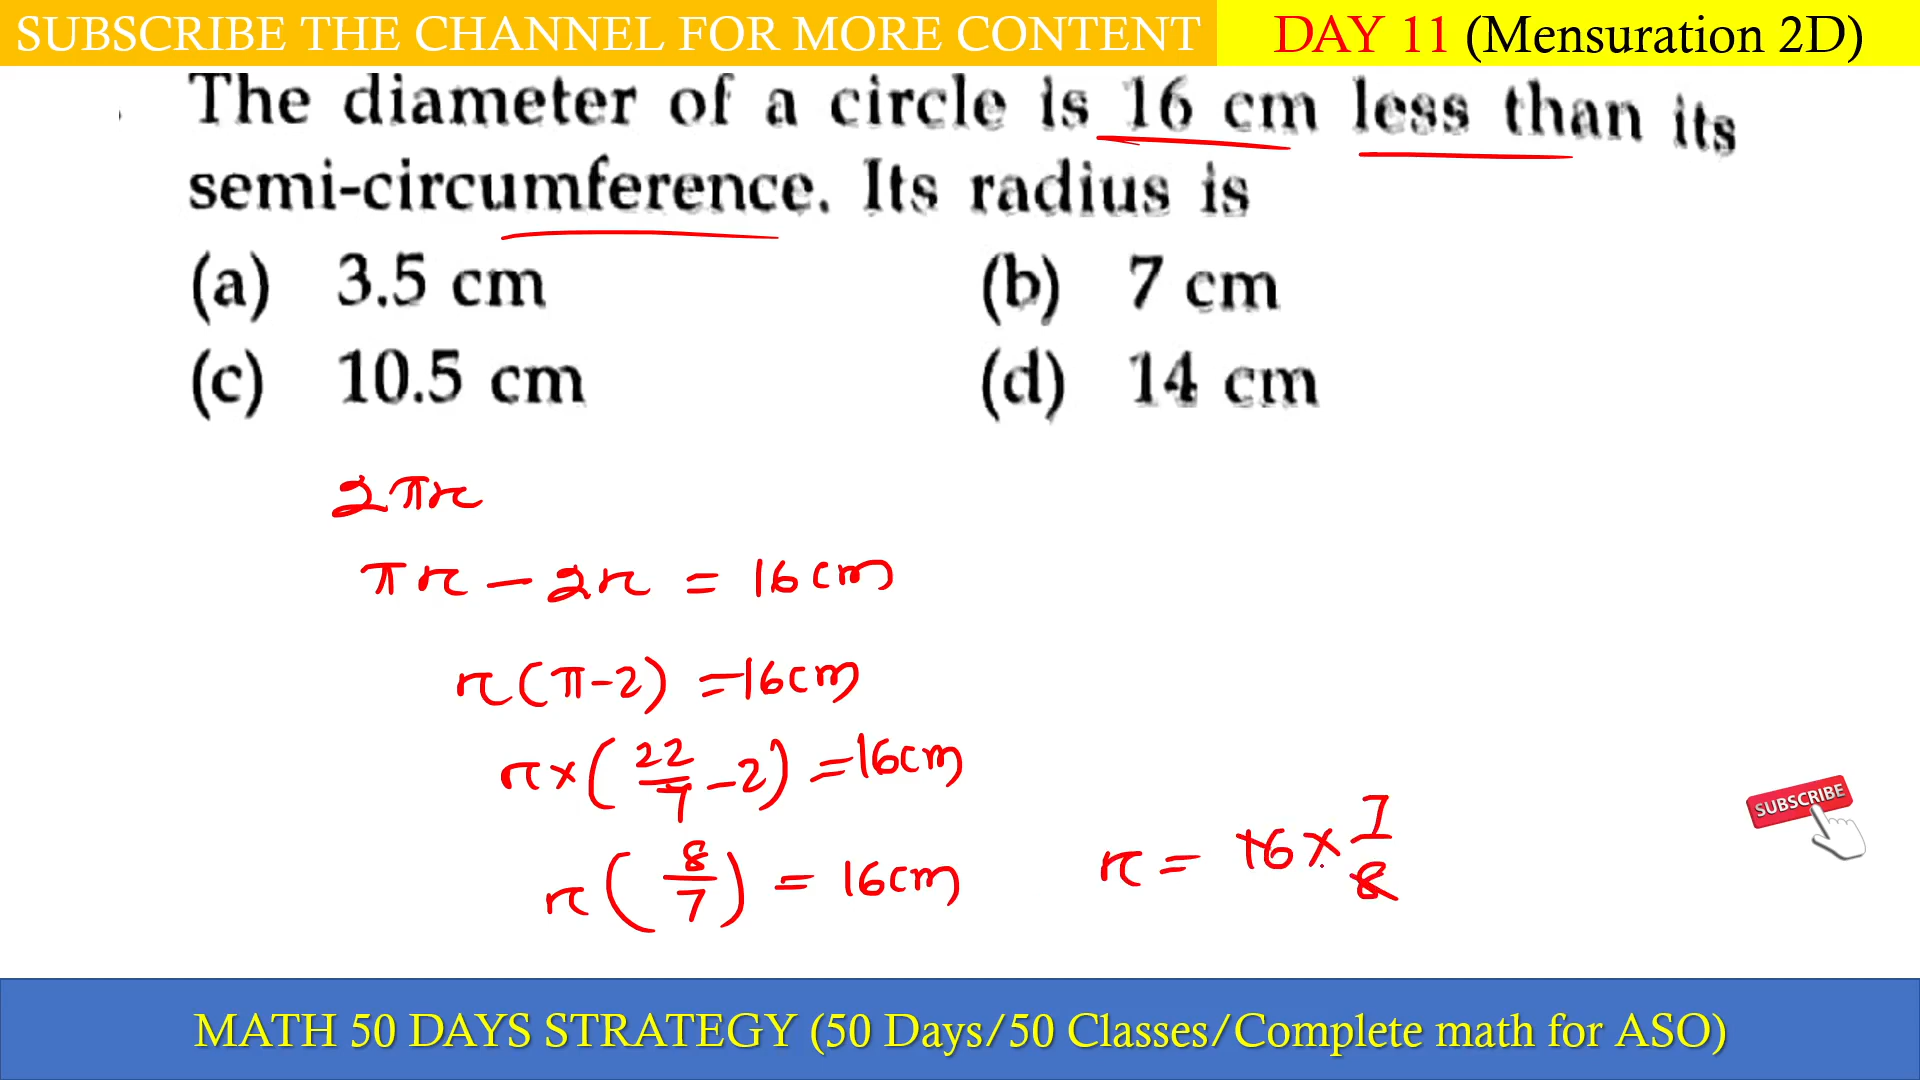 SUBSCRIBE THE CHANNEL FOR MORE CONTENT
DAY 11 (Mensuration 2D)
The diameter of a circle is 16 cm less than its
semi-circumference. Its radius is
(a) 3.5 cm (b) 7 cm
(c) 10.5 cm (d) 14 cm
2πr
πr - 2r = 16cm
r(π-2) = 16cm
r×(22/7 - 2) = 16cm
r(8/7) = 16cm
r = 16 × 7/8
SUBSCRIBE
MATH 50 DAYS STRATEGY (50 Days/50 Classes/Complete math for ASO)